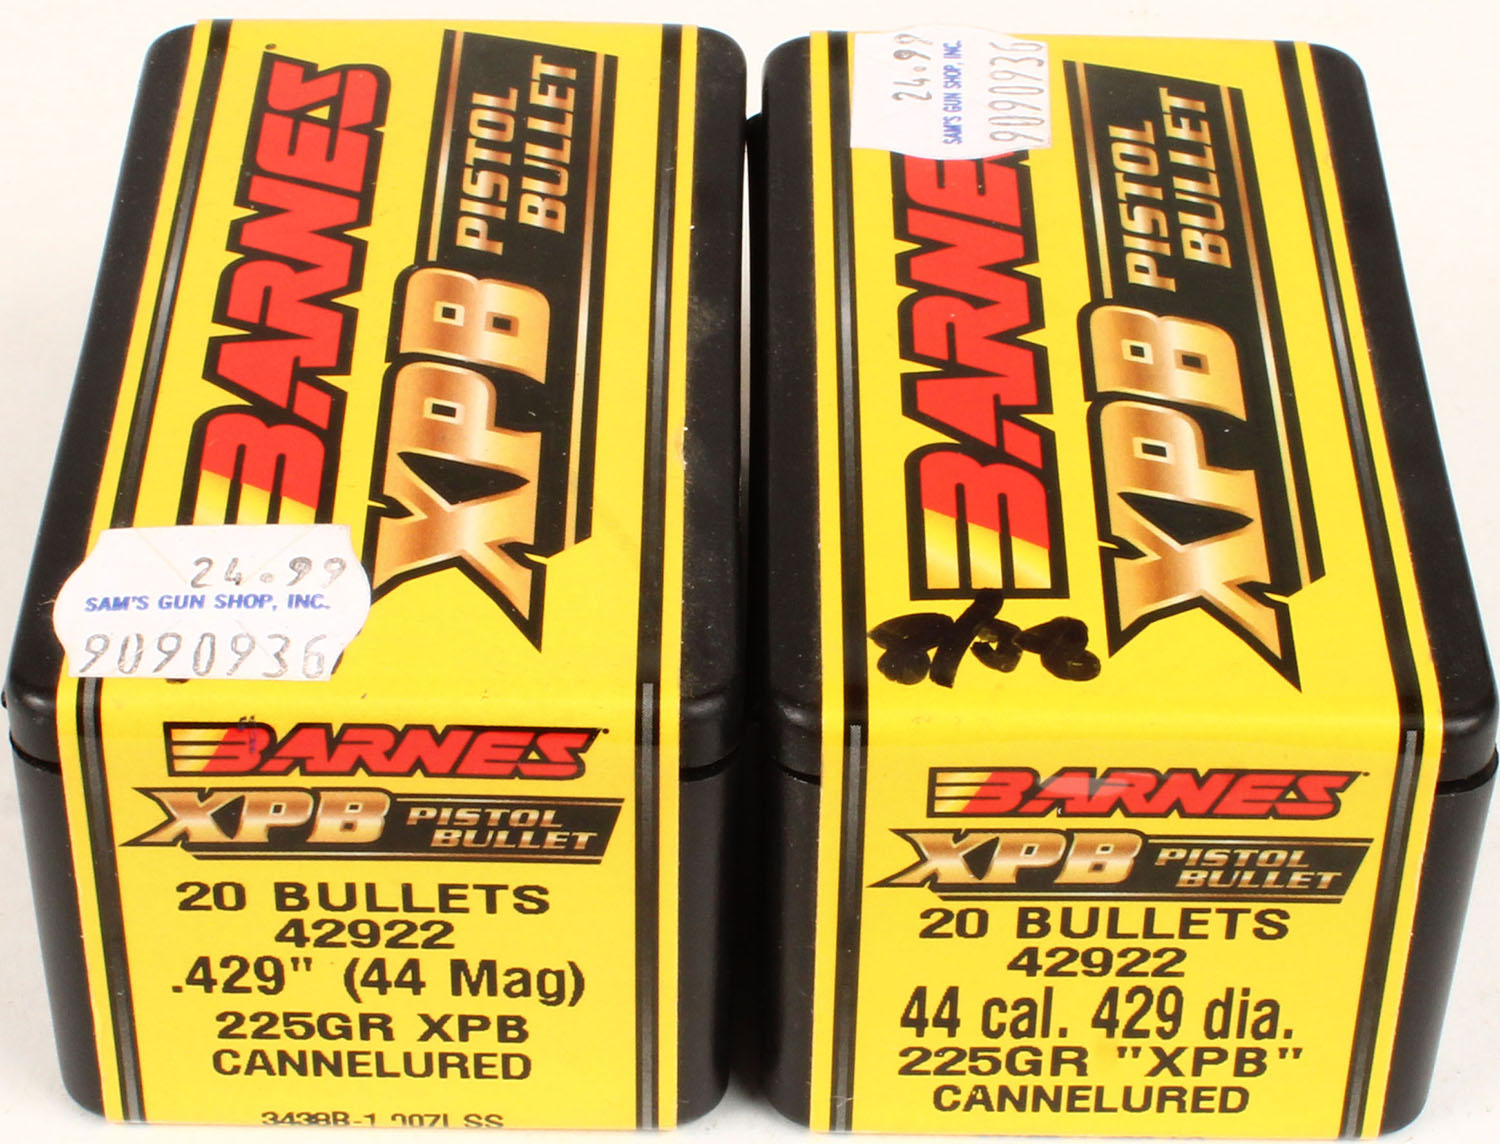 BARNES
XPB PISTOL
BULLET
24.99
SAM'S GUN SHOP, INC.
9090936
BARNES
XPB PISTOL
BULLET
20 BULLETS
42922
.429" (44 Mag)
225GR XPB
CANNELURED
24.99
SAM'S GUN SHOP, INC.
9090936
BARNES
XPB PISTOL
BULLET
BARNES
XPB PISTOL
BULLET
20 BULLETS
42922
44 cal. 429 dia.
225GR "XPB"
CANNELURED